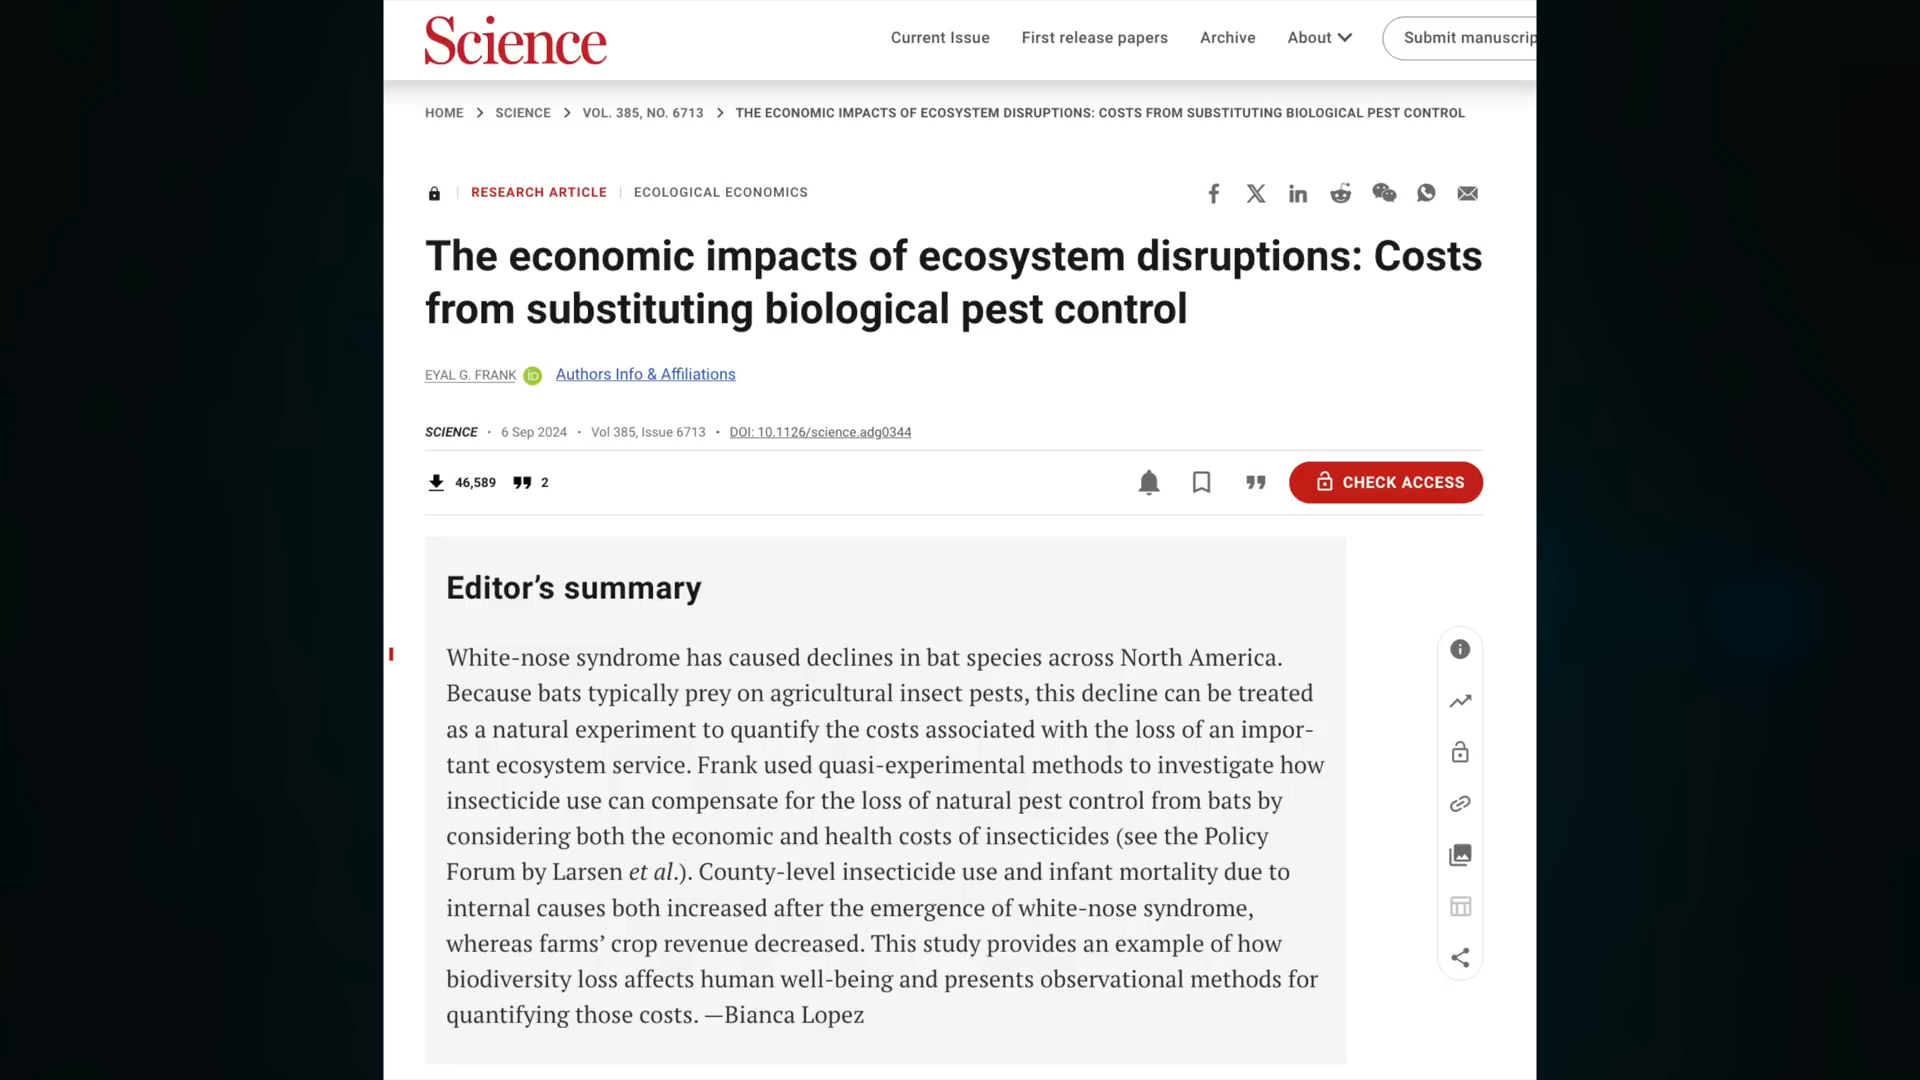 Science
Current Issue First release papers Archive About Submit manuscrip
HOME > SCIENCE > VOL. 385, NO. 6713 > THE ECONOMIC IMPACTS OF ECOSYSTEM DISRUPTIONS: COSTS FROM SUBSTITUTING BIOLOGICAL PEST CONTROL
RESEARCH ARTICLE | ECOLOGICAL ECONOMICS
The economic impacts of ecosystem disruptions: Costs
from substituting biological pest control
EYAL G. FRANK iD Authors Info & Affiliations
SCIENCE · 6 Sep 2024 · Vol 385, Issue 6713 · DOI: 10.1126/science.adg0344
46,589 2 CHECK ACCESS
Editor’s summary
White-nose syndrome has caused declines in bat species across North America.
Because bats typically prey on agricultural insect pests, this decline can be treated
as a natural experiment to quantify the costs associated with the loss of an impor-
tant ecosystem service. Frank used quasi-experimental methods to investigate how
insecticide use can compensate for the loss of natural pest control from bats by
considering both the economic and health costs of insecticides (see the Policy
Forum by Larsen et al.). County-level insecticide use and infant mortality due to
internal causes both increased after the emergence of white-nose syndrome,
whereas farms’ crop revenue decreased. This study provides an example of how
biodiversity loss affects human well-being and presents observational methods for
quantifying those costs. —Bianca Lopez